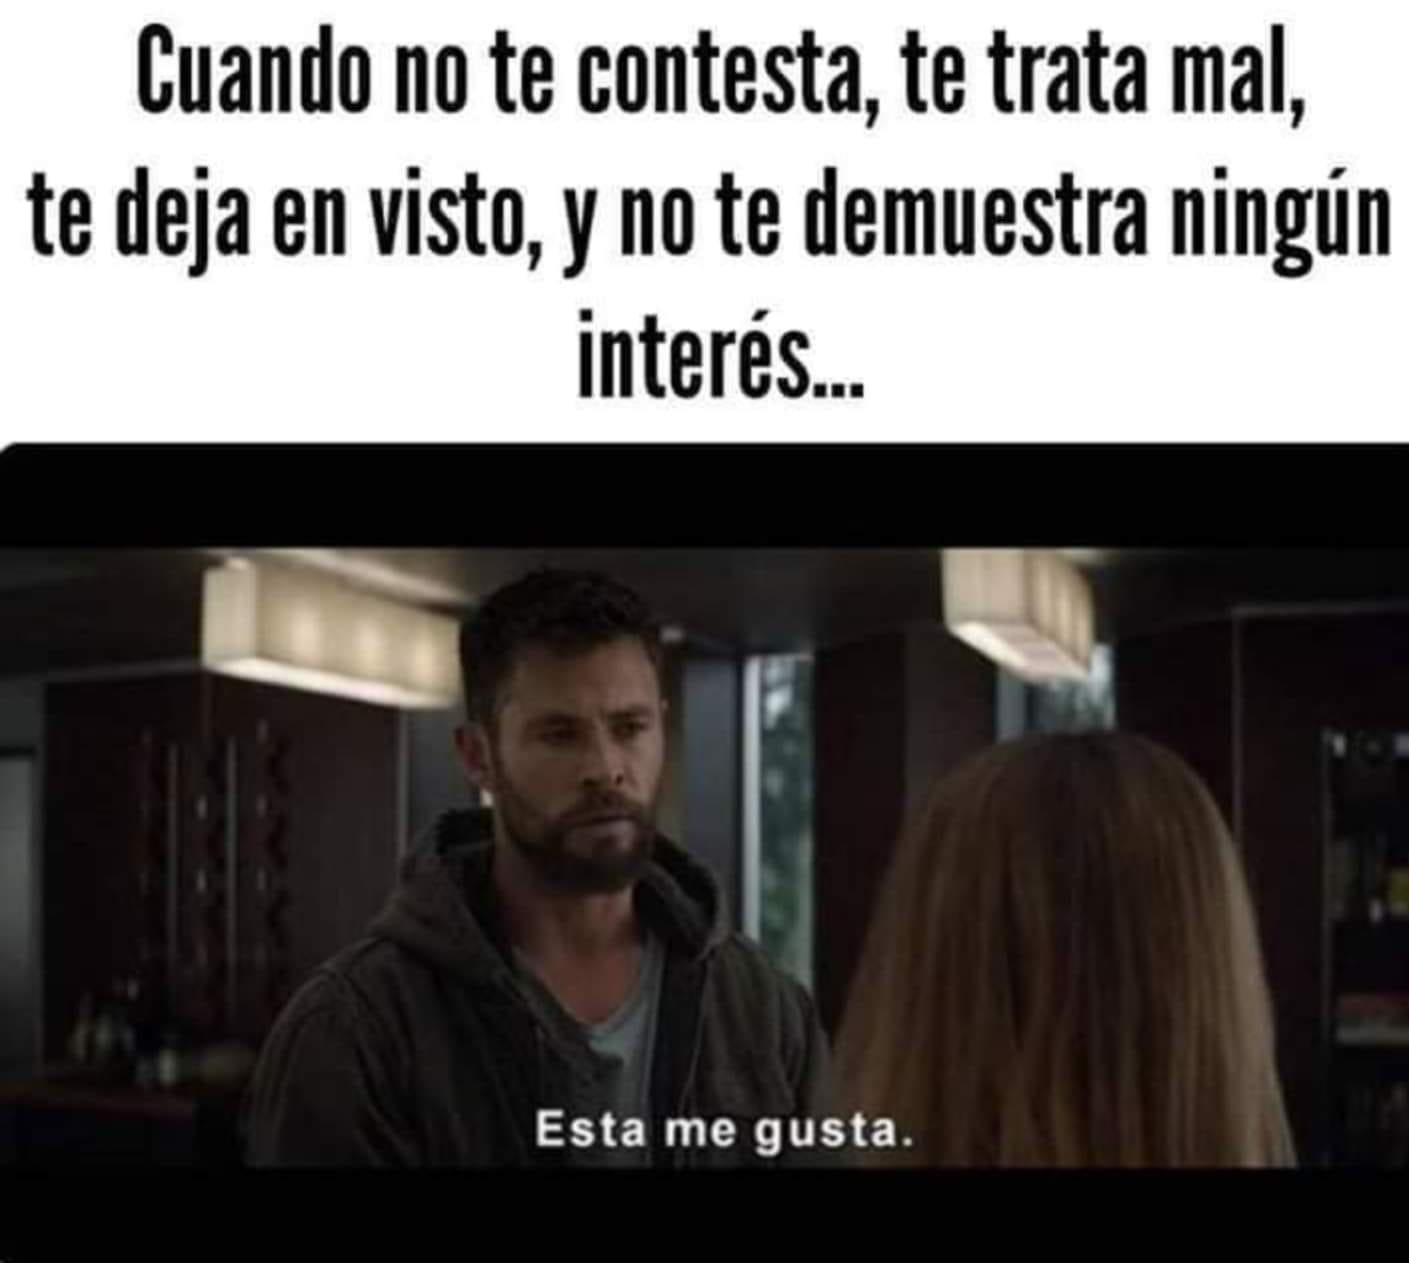 Cuando no te contesta, te trata mal,
te deja en visto, y no te demuestra ningún
interés...
Esta me gusta.